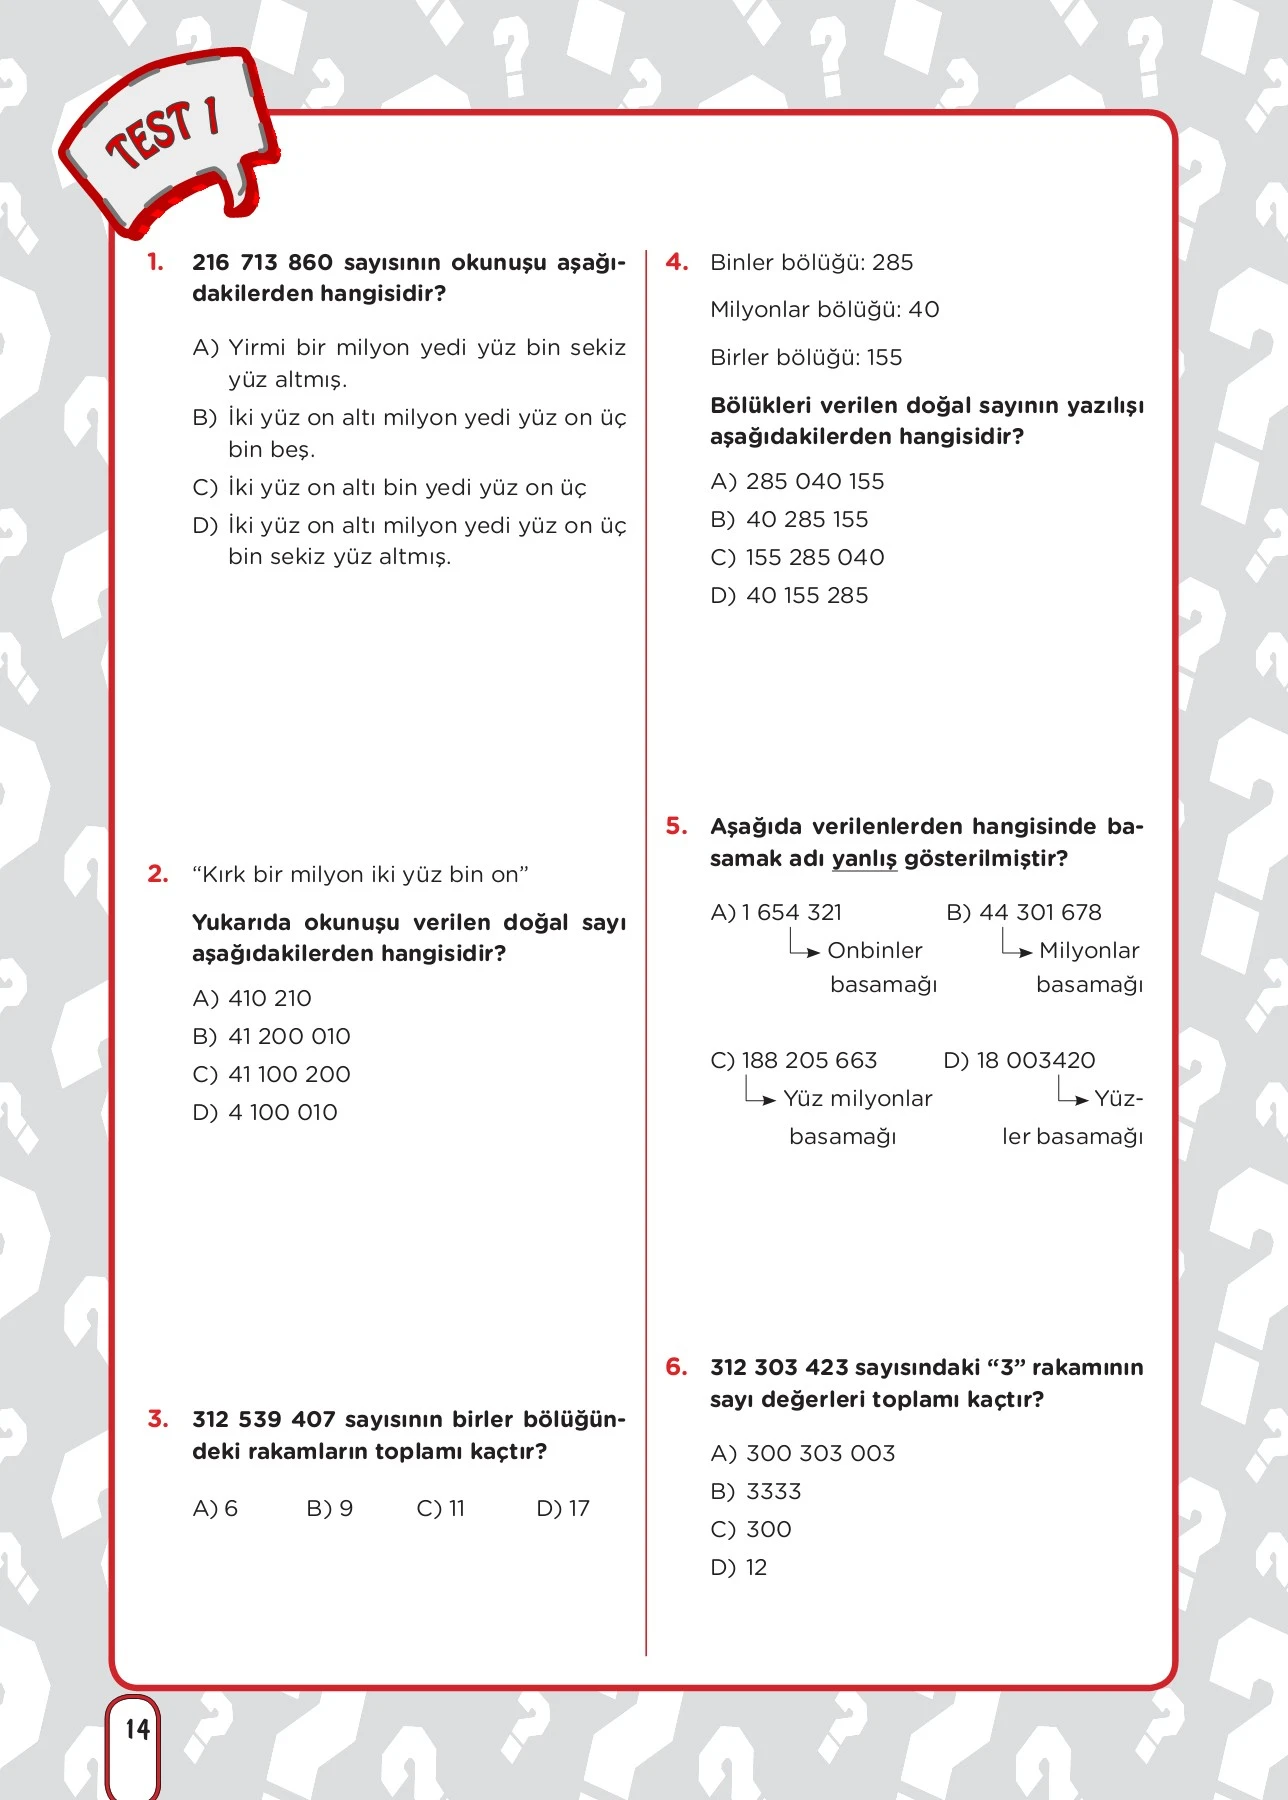 TEST 1
1. 216 713 860 sayısının okunuşu aşağı-
dakilerden hangisidir?
A) Yirmi bir milyon yedi yüz bin sekiz
yüz altmış.
B) İki yüz on altı milyon yedi yüz on üç
bin beş.
C) İki yüz on altı bin yedi yüz on üç
D) İki yüz on altı milyon yedi yüz on üç
bin sekiz yüz altmış.
2. “Kırk bir milyon iki yüz bin on”
Yukarıda okunuşu verilen doğal sayı
aşağıdakilerden hangisidir?
A) 410 210
B) 41 200 010
C) 41 100 200
D) 4 100 010
3. 312 539 407 sayısının birler bölüğün-
deki rakamların toplamı kaçtır?
A) 6 B) 9 C) 11 D) 17
4. Binler bölüğü: 285
Milyonlar bölüğü: 40
Birler bölüğü: 155
Bölükleri verilen doğal sayının yazılışı
aşağıdakilerden hangisidir?
A) 285 040 155
B) 40 285 155
C) 155 285 040
D) 40 155 285
5. Aşağıda verilenlerden hangisinde ba-
samak adı yanlış gösterilmiştir?
A) 1 654 321 B) 44 301 678
Onbinler Milyonlar
basamağı basamağı
C) 188 205 663 D) 18 003420
Yüz milyonlar Yüz-
basamağı ler basamağı
6. 312 303 423 sayısındaki “3” rakamının
sayı değerleri toplamı kaçtır?
A) 300 303 003
B) 3333
C) 300
D) 12
14